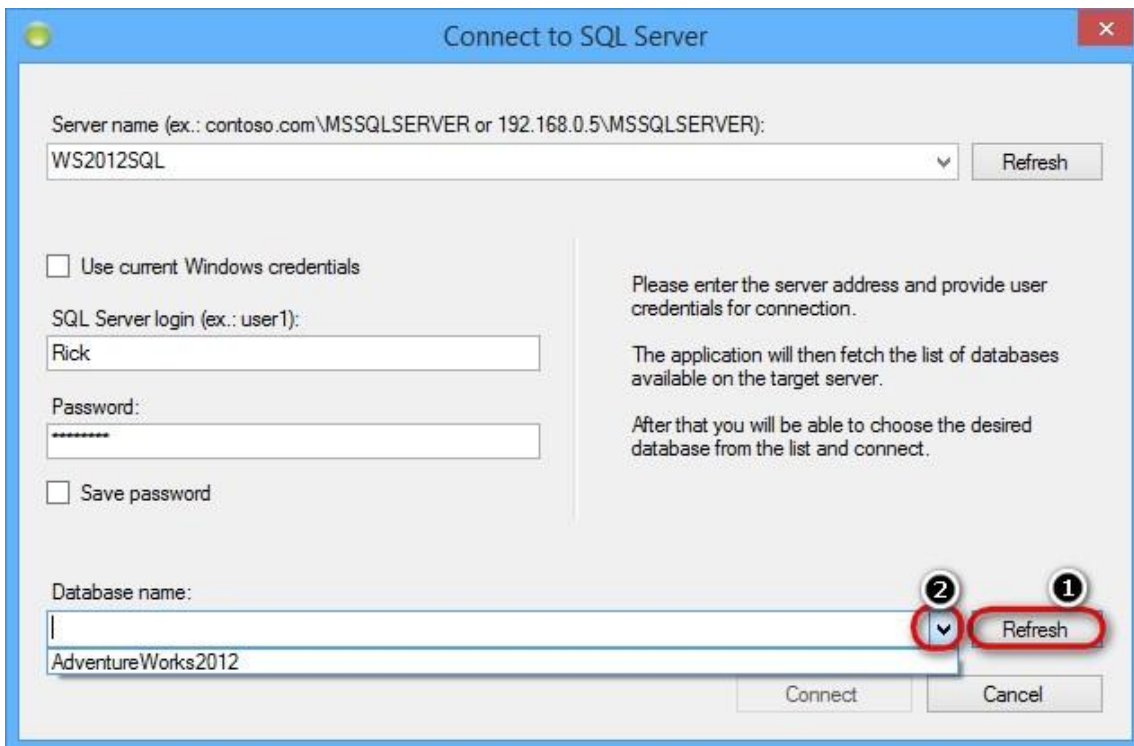 Connect to SQL Server
Server name (ex.: contoso.com\MSSQLSERVER or 192.168.0.5\MSSQLSERVER):
WS2012SQL
Refresh
Use current Windows credentials
SQL Server login (ex.: user1):
Rick
Password:
********
Save password
Please enter the server address and provide user
credentials for connection.
The application will then fetch the list of databases
available on the target server.
After that you will be able to choose the desired
database from the list and connect.
Database name:
2
1
Refresh
AdventureWorks2012
Connect
Cancel